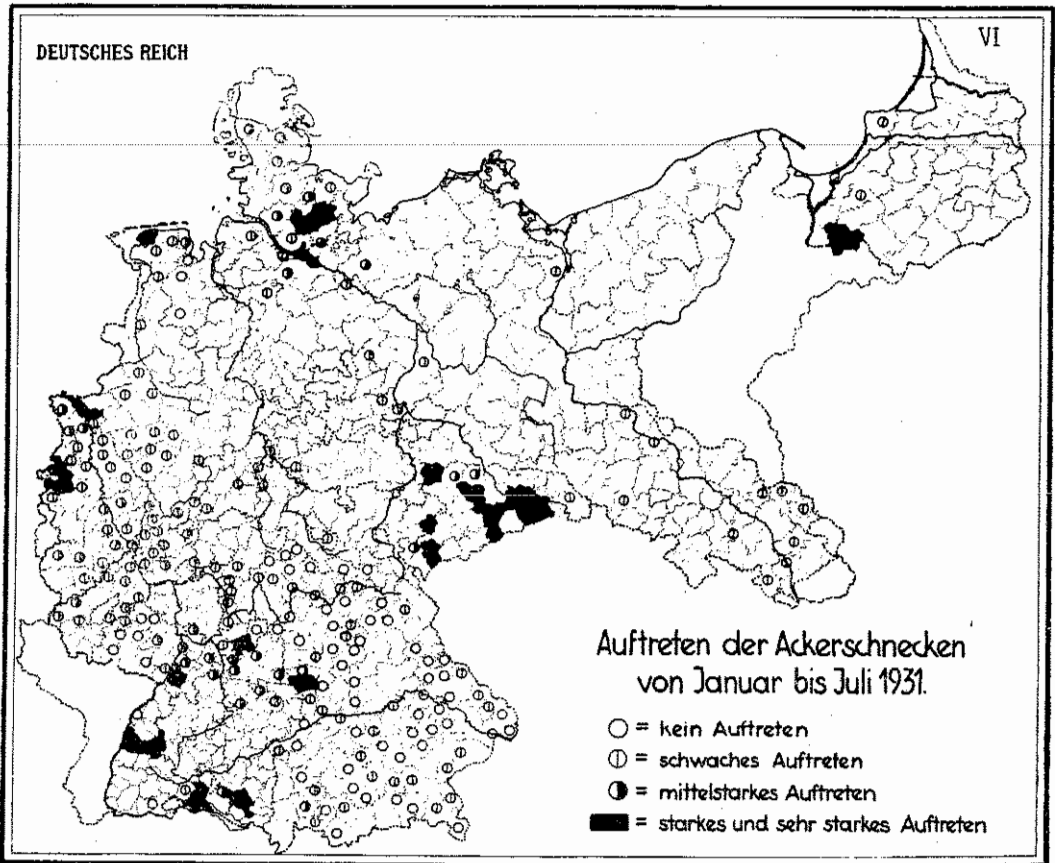 DEUTSCHES REICH
VI
Auftreten der Ackerschnecken
von Januar bis Juli 1931.
= kein Auftreten
= schwaches Auftreten
= mittelstarkes Auftreten
= starkes und sehr starkes Auftreten